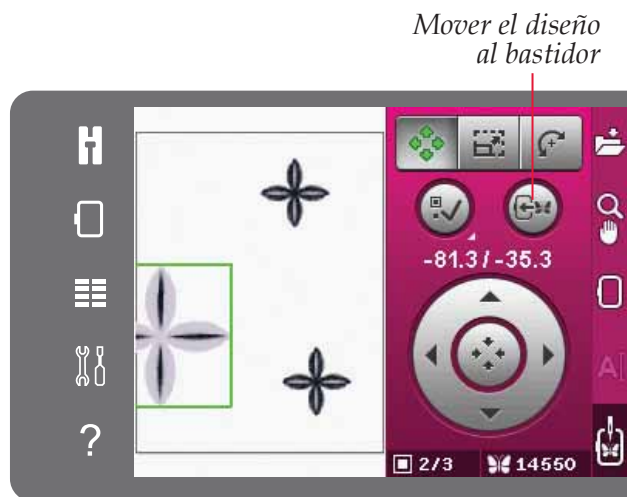 Mover el diseño
al bastidor
-81.3 / -35.3
?
A
2/3
14550